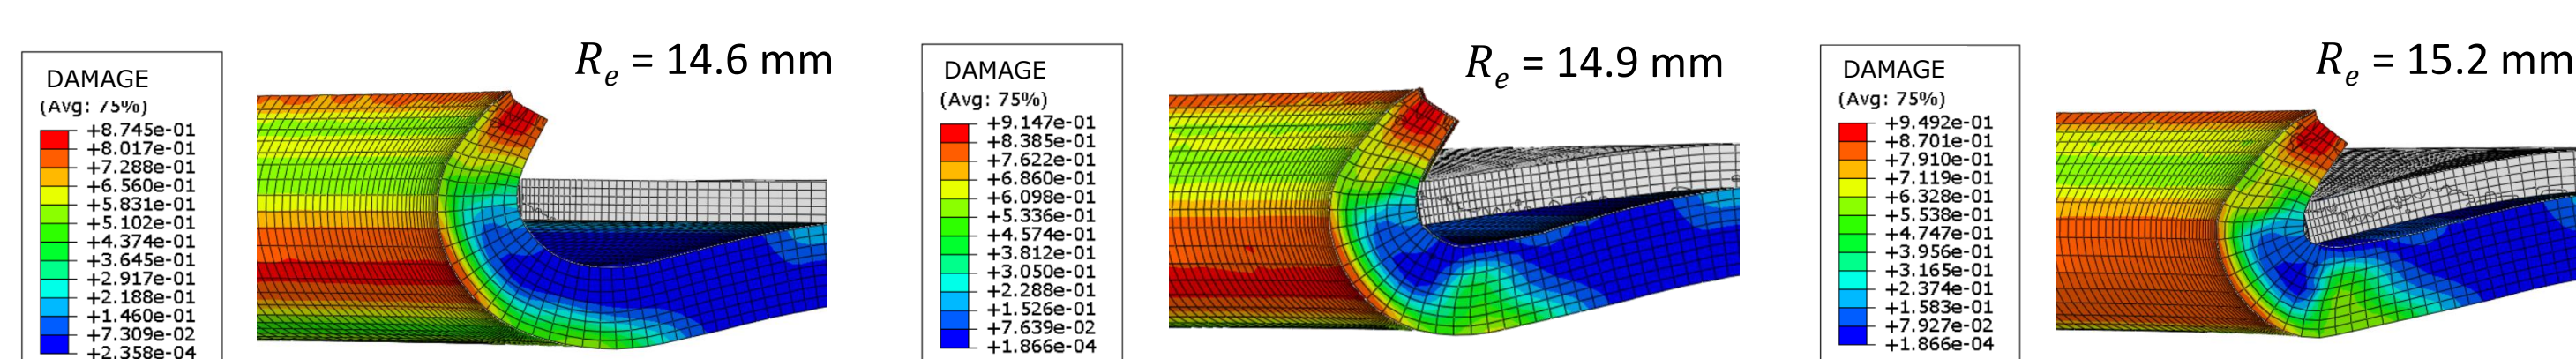 DAMAGE
(Avg: 75%)
+8.745e-01
+8.017e-01
+7.288e-01
+6.560e-01
+5.831e-01
+5.102e-01
+4.374e-01
+3.645e-01
+2.917e-01
+2.188e-01
+1.460e-01
+7.309e-02
+2.358e-04
Re = 14.6 mm
DAMAGE
(Avg: 75%)
+9.147e-01
+8.385e-01
+7.622e-01
+6.860e-01
+6.098e-01
+5.336e-01
+4.574e-01
+3.812e-01
+3.050e-01
+2.288e-01
+1.526e-01
+7.639e-02
+1.866e-04
Re = 14.9 mm
DAMAGE
(Avg: 75%)
+9.492e-01
+8.701e-01
+7.910e-01
+7.119e-01
+6.328e-01
+5.538e-01
+4.747e-01
+3.956e-01
+3.165e-01
+2.374e-01
+1.583e-01
+7.927e-02
+1.866e-04
Re = 15.2 mm